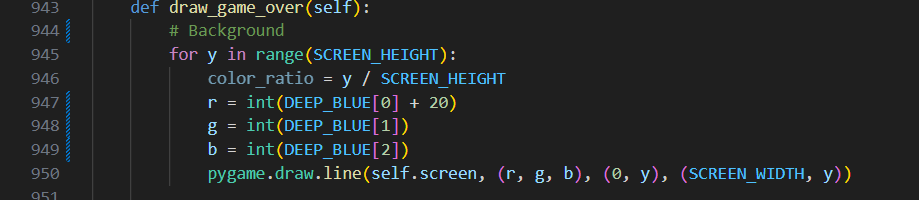 943 def draw_game_over(self):
944 # Background
945 for y in range(SCREEN_HEIGHT):
946 color_ratio = y / SCREEN_HEIGHT
947 r = int(DEEP_BLUE[0] + 20)
948 g = int(DEEP_BLUE[1])
949 b = int(DEEP_BLUE[2])
950 pygame.draw.line(self.screen, (r, g, b), (0, y), (SCREEN_WIDTH, y))
951